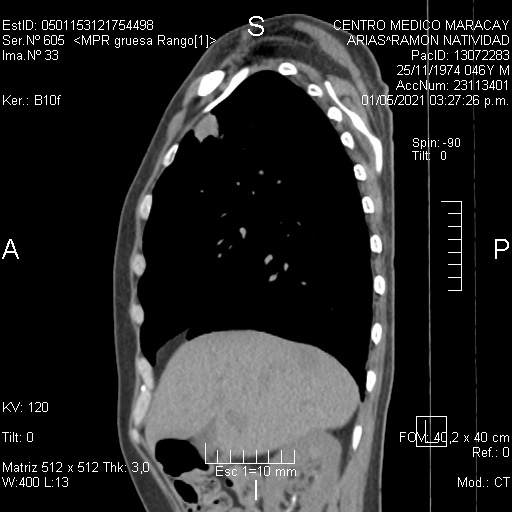 EstID: 0501153121754498
Ser.Nº 605 <MPR gruesa Rango[1]>
Ima.Nº 33
Ker.: B10f
S
CENTRO MEDICO MARACAY
ARIAS^RAMON NATIVIDAD
PacID: 13072283
25/11/1974 046Y M
AccNum: 23113401
01/05/2021 03:27:26 p.m.
Spin: -90
Tilt: 0
A
P
KV: 120
Tilt: 0
Matriz 512 x 512 Thk: 3,0
W:400 L:13
Esc 1=10 mm
I
L
FOM: 40,2 x 40 cm
Ref.: 0
Mod.: CT